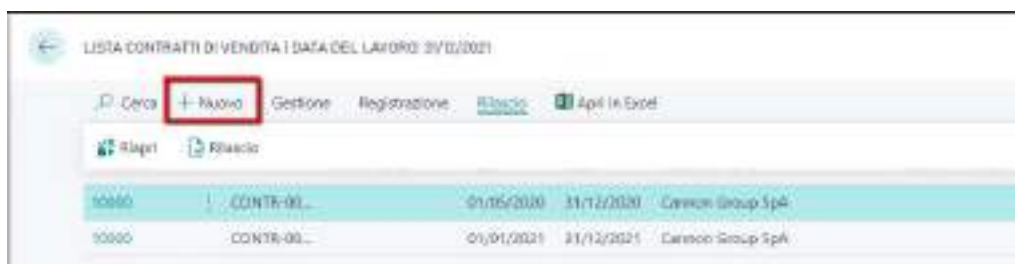 LISTA CONTRATTI DI VENDITA | DATA DEL LAVORO: 31/12/2021
Cerca + Nuovo Gestione Registrazione Rilascio Apri in Excel
Riapri Rilascio
10000 CONTR-00... 01/05/2020 31/12/2020 Cannon Group SpA
10000 CONTR-00... 01/01/2021 31/12/2021 Cannon Group SpA